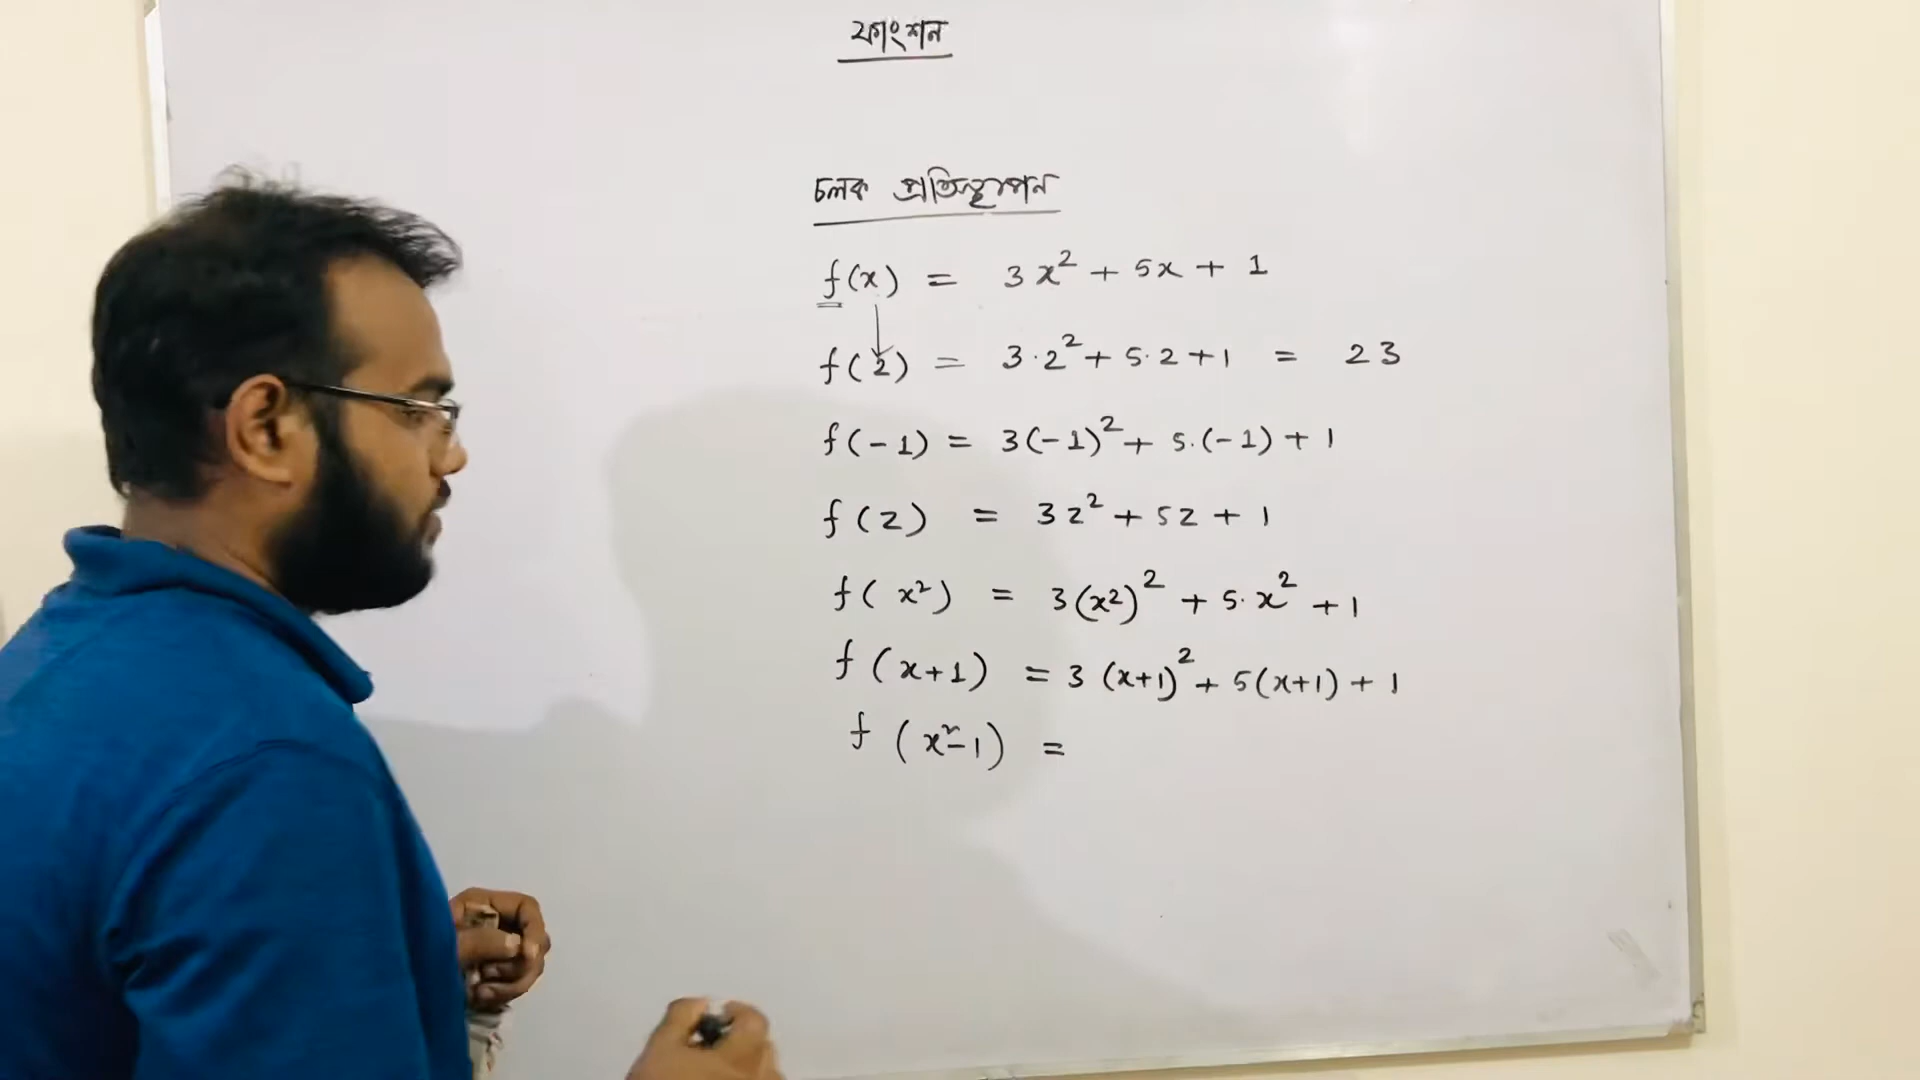 ফাংশন
চলক প্রতিস্থাপন
f(x) = 3x² + 5x + 1
f(2) = 3·2² + 5·2 + 1 = 23
f(-1) = 3(-1)² + 5·(-1) + 1
f(z) = 3z² + 5z + 1
f(x²) = 3(x²)² + 5·x² + 1
f(x+1) = 3(x+1)² + 5(x+1) + 1
f(x²-1) =